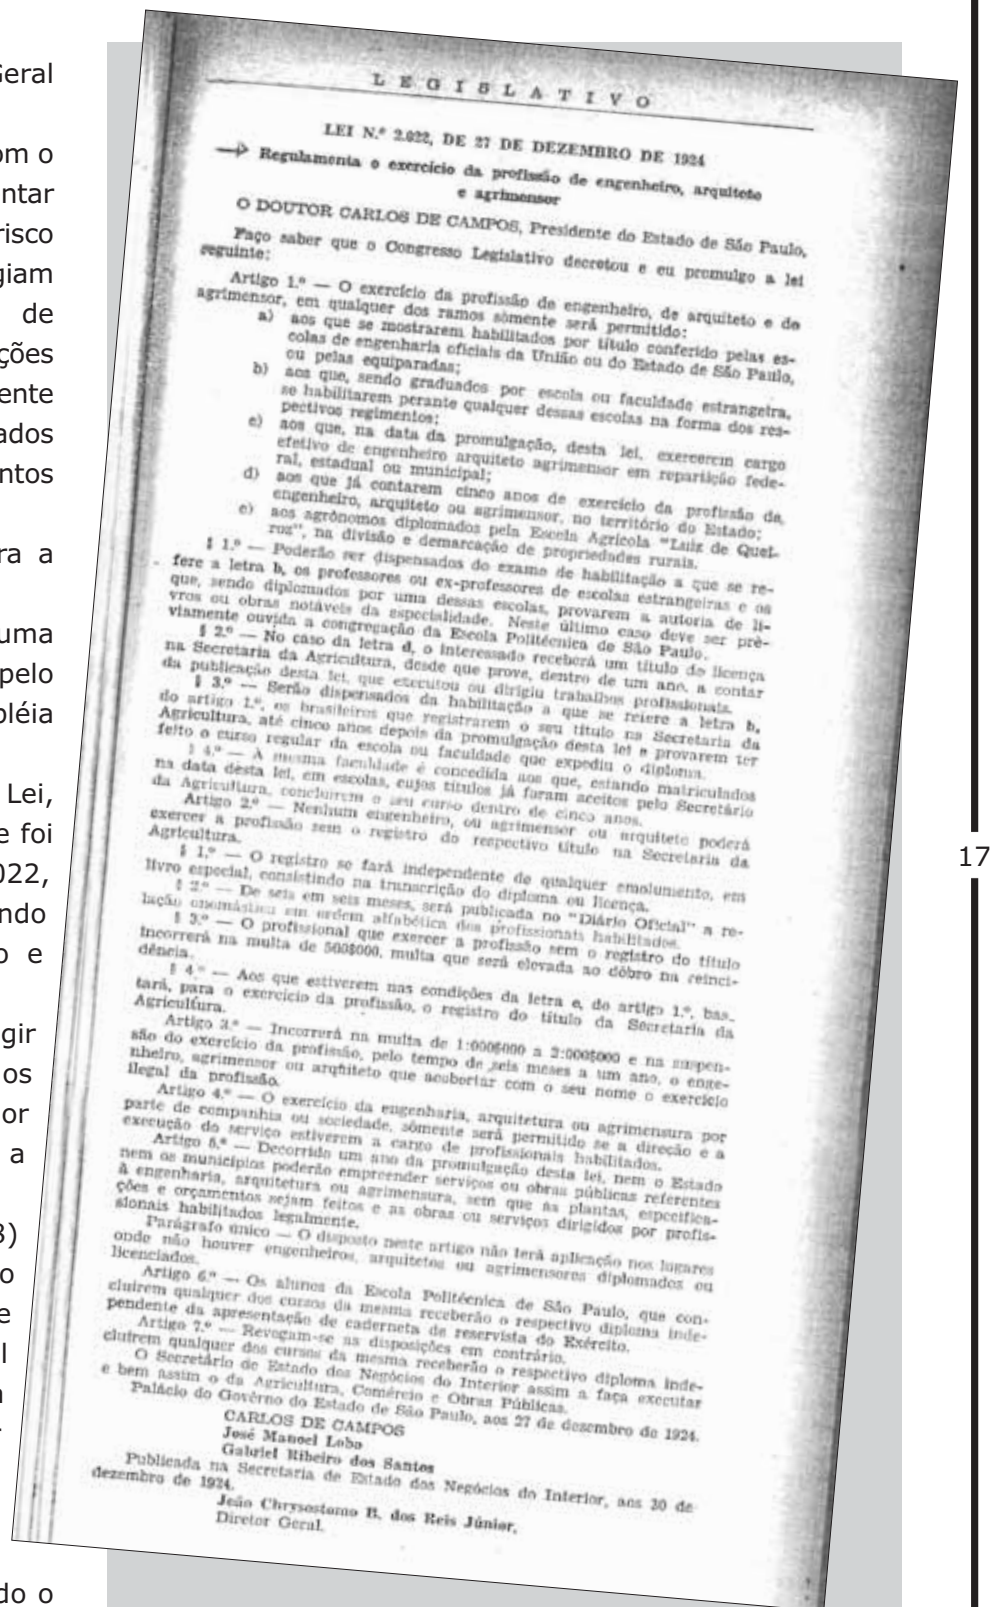 Geral
om o
ntar
risco
giam
de
ções
ente
ados
ntos
ra a
uma
pelo
bléia
Lei,
e foi
022,
ndo
o e
gir
os
or
a
3)
o
e
l
do o
LEGISLATIVO
LEI N.º 2.022, DE 27 DE DEZEMBRO DE 1924
Regulamenta o exercício da profissão de engenheiro, arquiteto
e agrimensor
O DOUTOR CARLOS DE CAMPOS, Presidente do Estado de São Paulo,
Faço saber que o Congresso Legislativo decretou e eu promulgo a lei
seguinte:
Artigo 1.º — O exercício da profissão de engenheiro, de arquiteto e de
agrimensor, em qualquer dos ramos sòmente será permitido:
a) aos que se mostrarem habilitados por título conferido pelas es-
colas de engenharia oficiais da União ou do Estado de São Paulo,
ou pelas equiparadas;
b) aos que, sendo graduados por escola ou faculdade estrangeira,
se habilitarem perante qualquer dessas escolas na forma dos res-
pectivos regimentos;
c) aos que, na data da promulgação, desta lei, exercerem cargo
efetivo de engenheiro arquiteto agrimensor em repartição fede-
ral, estadual ou municipal;
d) aos que já contarem cinco anos de exercício da profissão de
engenheiro, arquiteto ou agrimensor, no território do Estado;
e) aos agrônomos diplomados pela Escola Agrícola "Luiz de Quei-
roz", na divisão e demarcação de propriedades rurais.
§ 1.º — Poderão ser dispensados do exame de habilitação a que se re-
fere a letra b, os professores ou ex-professores de escolas estrangeiras e os
que, sendo diplomados por uma dessas escolas, provarem a autoria de li-
vros ou obras notáveis da especialidade. Neste último caso deve ser prè-
viamente ouvida a congregação da Escola Politécnica de São Paulo.
§ 2.º — No caso da letra d, o interessado receberá um título de licença
na Secretaria da Agricultura, desde que prove, dentro de um ano, a contar
da publicação desta lei, que executou ou dirigiu trabalhos profissionais.
§ 3.º — Serão dispensados da habilitação a que se refere a letra b,
do artigo 1.º, os brasileiros que registrarem o seu título na Secretaria da
Agricultura, até cinco anos depois da promulgação desta lei e provarem ter
feito o curso regular da escola ou faculdade que expediu o diploma.
§ 4.º — A mesma faculdade é concedida aos que, estando matriculados
na data desta lei, em escolas, cujos títulos já foram aceitos pelo Secretário
da Agricultura, concluirem o seu curso dentro de cinco anos.
Artigo 2.º — Nenhum engenheiro, ou agrimensor ou arquiteto poderá
exercer a profissão sem o registro do respectivo título na Secretaria da
Agricultura.
§ 1.º — O registro se fará independente de qualquer emolumento, em
livro especial, consistindo na transcrição do diploma ou licença.
§ 2.º — De seis em seis meses, será publicada no "Diário Oficial" a re-
lação onomástica em ordem alfabética dos profissionais habilitados.
§ 3.º — O profissional que exercer a profissão sem o registro do título
incorrerá na multa de 500$000, multa que será elevada ao dôbro na reinci-
dência.
§ 4.º — Aos que estiverem nas condições da letra e, do artigo 1.º, bas-
tará, para o exercício da profissão, o registro do título da Secretaria da
Agricultura.
Artigo 3.º — Incorrerá na multa de 1:000$000 a 2:000$000 e na suspen-
são do exercício da profissão, pelo tempo de seis meses a um ano, o enge-
nheiro, agrimensor ou arquiteto que acobertar com o seu nome o exercício
ilegal da profissão.
Artigo 4.º — O exercício da engenharia, arquitetura ou agrimensura por
parte de companhia ou sociedade, sòmente será permitido se a direção e a
execução do serviço estiverem a cargo de profissionais habilitados.
Artigo 5.º — Decorrido um ano da promulgação desta lei, nem o Estado
nem os municípios poderão empreender serviços ou obras públicas referentes
à engenharia, arquitetura ou agrimensura, sem que as plantas, especifica-
ções e orçamentos sejam feitos e as obras ou serviços dirigidos por profis-
sionais habilitados legalmente.
Parágrafo único — O disposto neste artigo não terá aplicação nos lugares
onde não houver engenheiros, arquitetos ou agrimensores diplomados ou
licenciados.
Artigo 6.º — Os alunos da Escola Politécnica de São Paulo, que con-
cluirem qualquer dos cursos da mesma receberão o respectivo diploma inde-
pendente da apresentação de caderneta de reservista do Exército.
Artigo 7.º — Revogam-se as disposições em contrário.
cluirem qualquer dos cursos da mesma receberão o respectivo diploma inde-
O Secretário de Estado dos Negócios do Interior assim a faça executar
e bem assim o da Agricultura, Comércio e Obras Públicas.
Palácio do Govêrno do Estado de São Paulo, aos 27 de dezembro de 1924.
CARLOS DE CAMPOS
José Manoel Lobo
Gabriel Ribeiro dos Santos
Publicada na Secretaria de Estado dos Negócios do Interior, aos 30 de
dezembro de 1924.
João Chrysostomo B. dos Reis Júnior,
Diretor Geral.
17